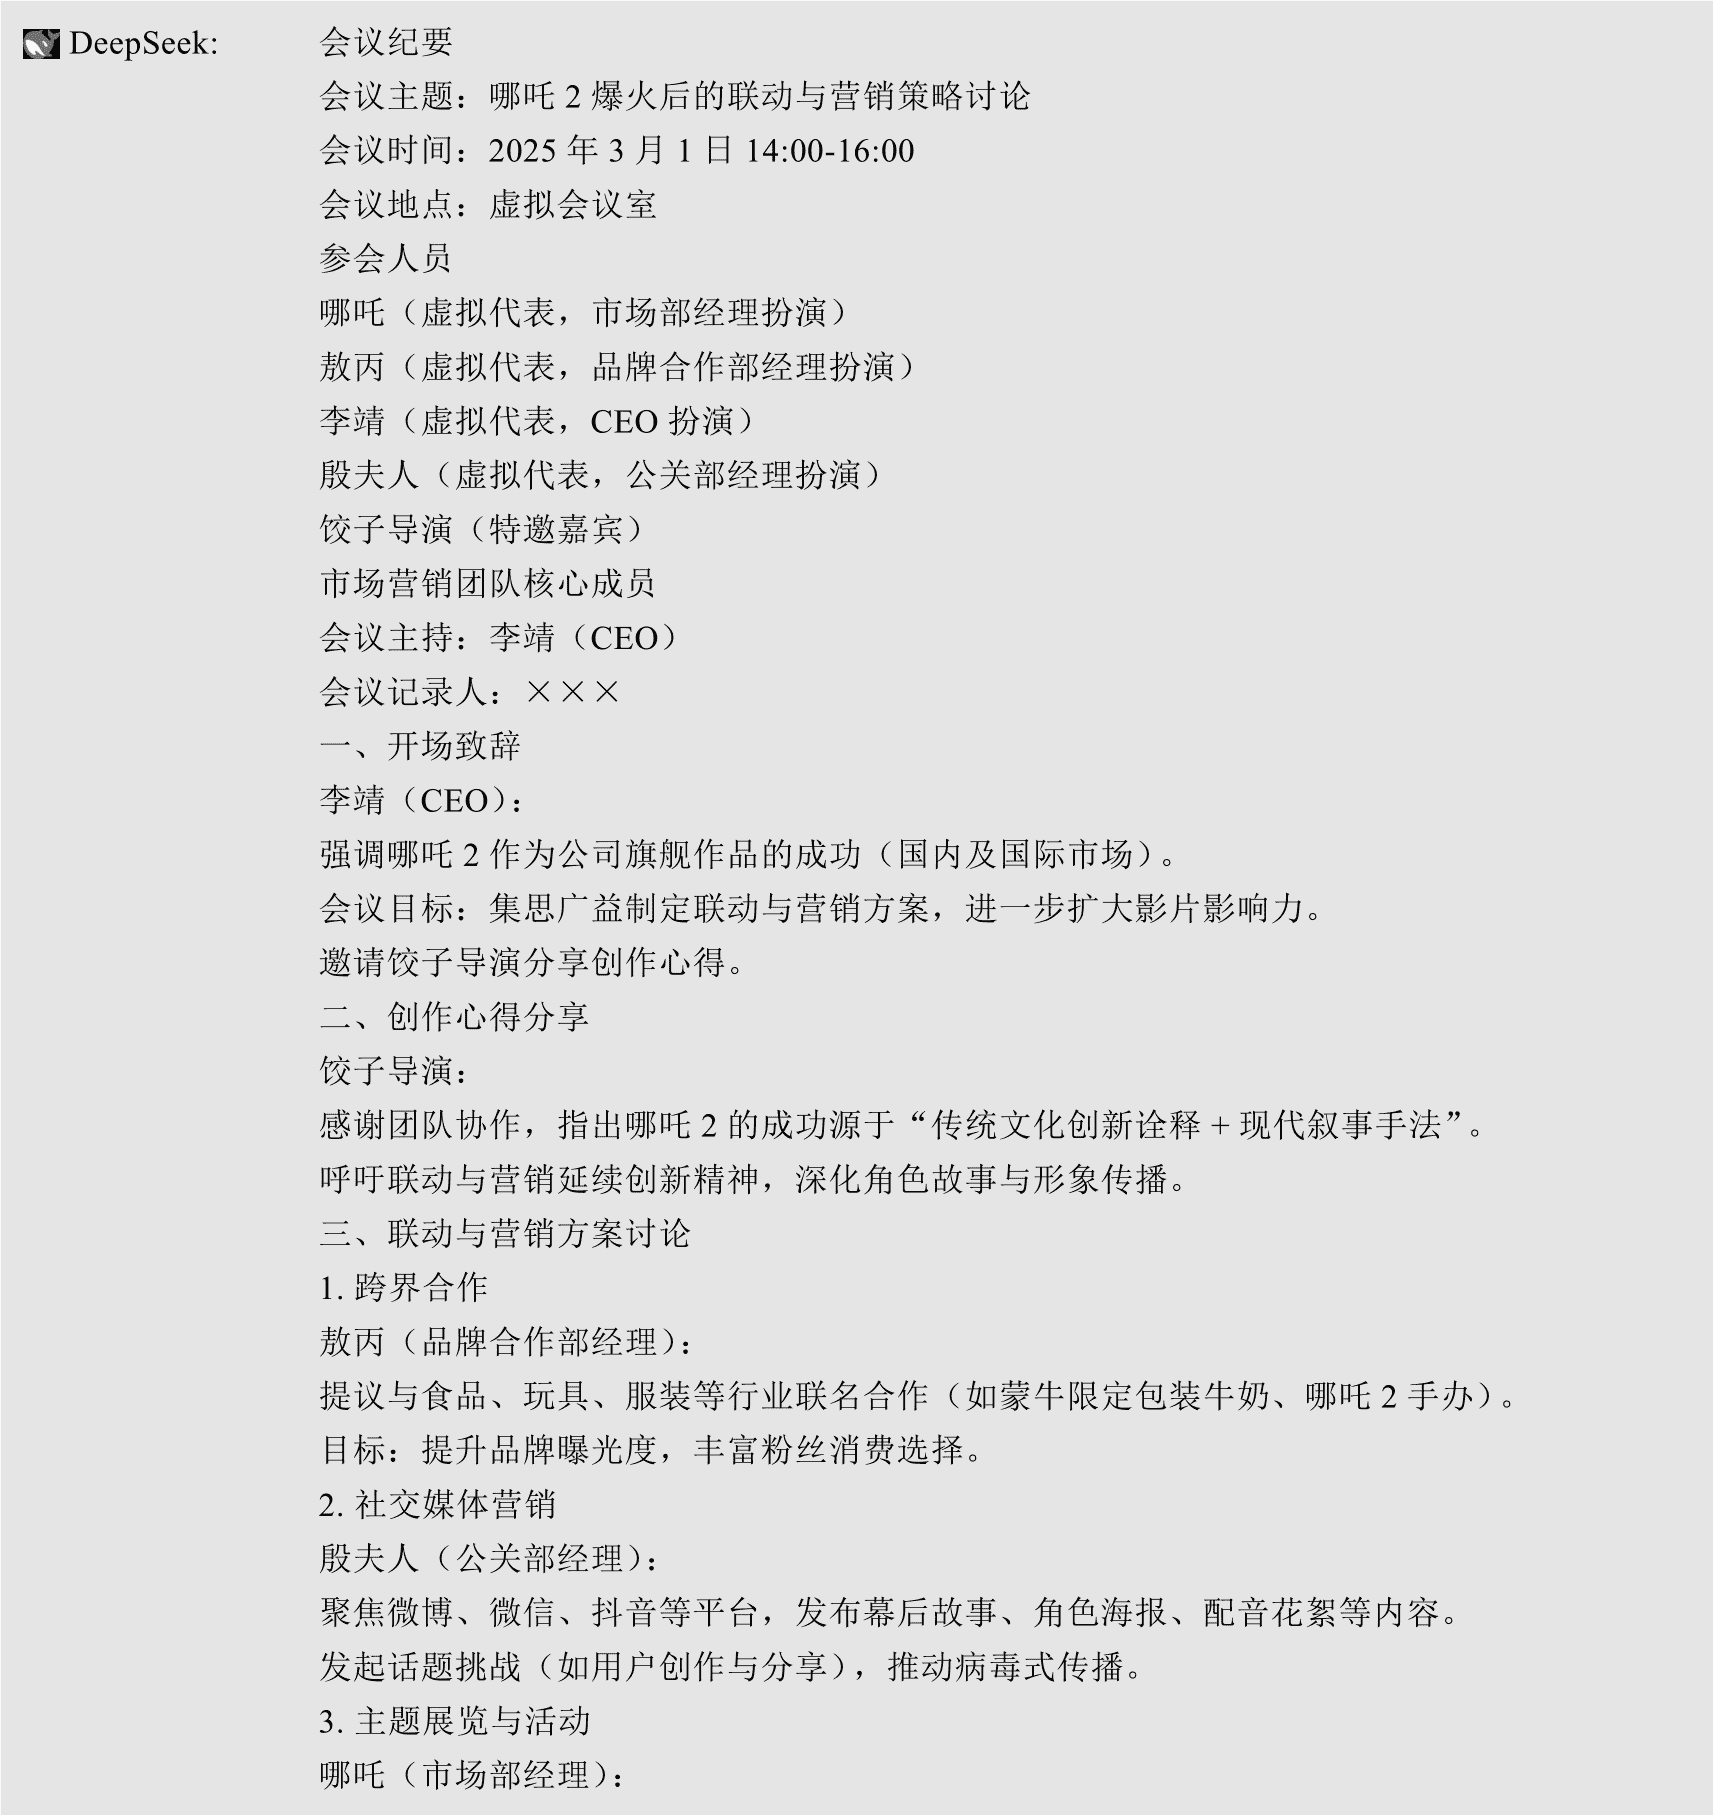 DeepSeek: 会议纪要
会议主题：哪吒 2 爆火后的联动与营销策略讨论
会议时间：2025 年 3 月 1 日 14:00-16:00
会议地点：虚拟会议室
参会人员
哪吒（虚拟代表，市场部经理扮演）
敖丙（虚拟代表，品牌合作部经理扮演）
李靖（虚拟代表，CEO 扮演）
殷夫人（虚拟代表，公关部经理扮演）
饺子导演（特邀嘉宾）
市场营销团队核心成员
会议主持：李靖（CEO）
会议记录人：×××
一、开场致辞
李靖（CEO）：
强调哪吒 2 作为公司旗舰作品的成功（国内及国际市场）。
会议目标：集思广益制定联动与营销方案，进一步扩大影片影响力。
邀请饺子导演分享创作心得。
二、创作心得分享
饺子导演：
感谢团队协作，指出哪吒 2 的成功源于“传统文化创新诠释 + 现代叙事手法”。
呼吁联动与营销延续创新精神，深化角色故事与形象传播。
三、联动与营销方案讨论
1. 跨界合作
敖丙（品牌合作部经理）：
提议与食品、玩具、服装等行业联名合作（如蒙牛限定包装牛奶、哪吒 2 手办）。
目标：提升品牌曝光度，丰富粉丝消费选择。
2. 社交媒体营销
殷夫人（公关部经理）：
聚焦微博、微信、抖音等平台，发布幕后故事、角色海报、配音花絮等内容。
发起话题挑战（如用户创作与分享），推动病毒式传播。
3. 主题展览与活动
哪吒（市场部经理）：